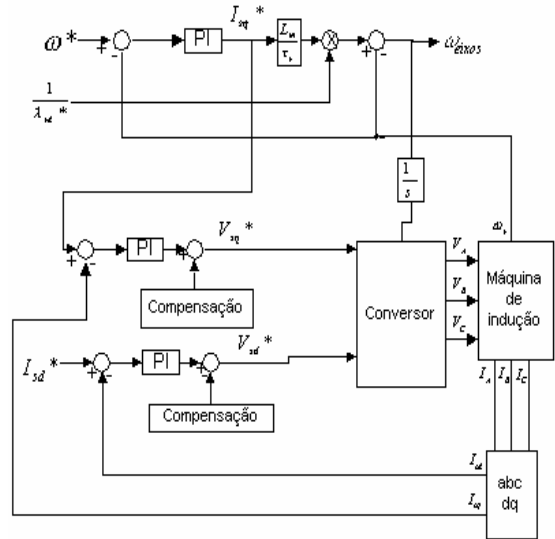 I_sq *
ω*
+
-
PI
L_M
τ_r
X
+
-
ω_eixos
1
λ_rd *
1
s
ω_r
V_sq *
+
-
PI
+
Compensação
V_A
V_B
V_C
Conversor
Máquina
de
indução
V_sd *
I_sd *
+
-
PI
+
-
Compensação
I_A I_B I_C
I_sd
I_sq
abc
dq